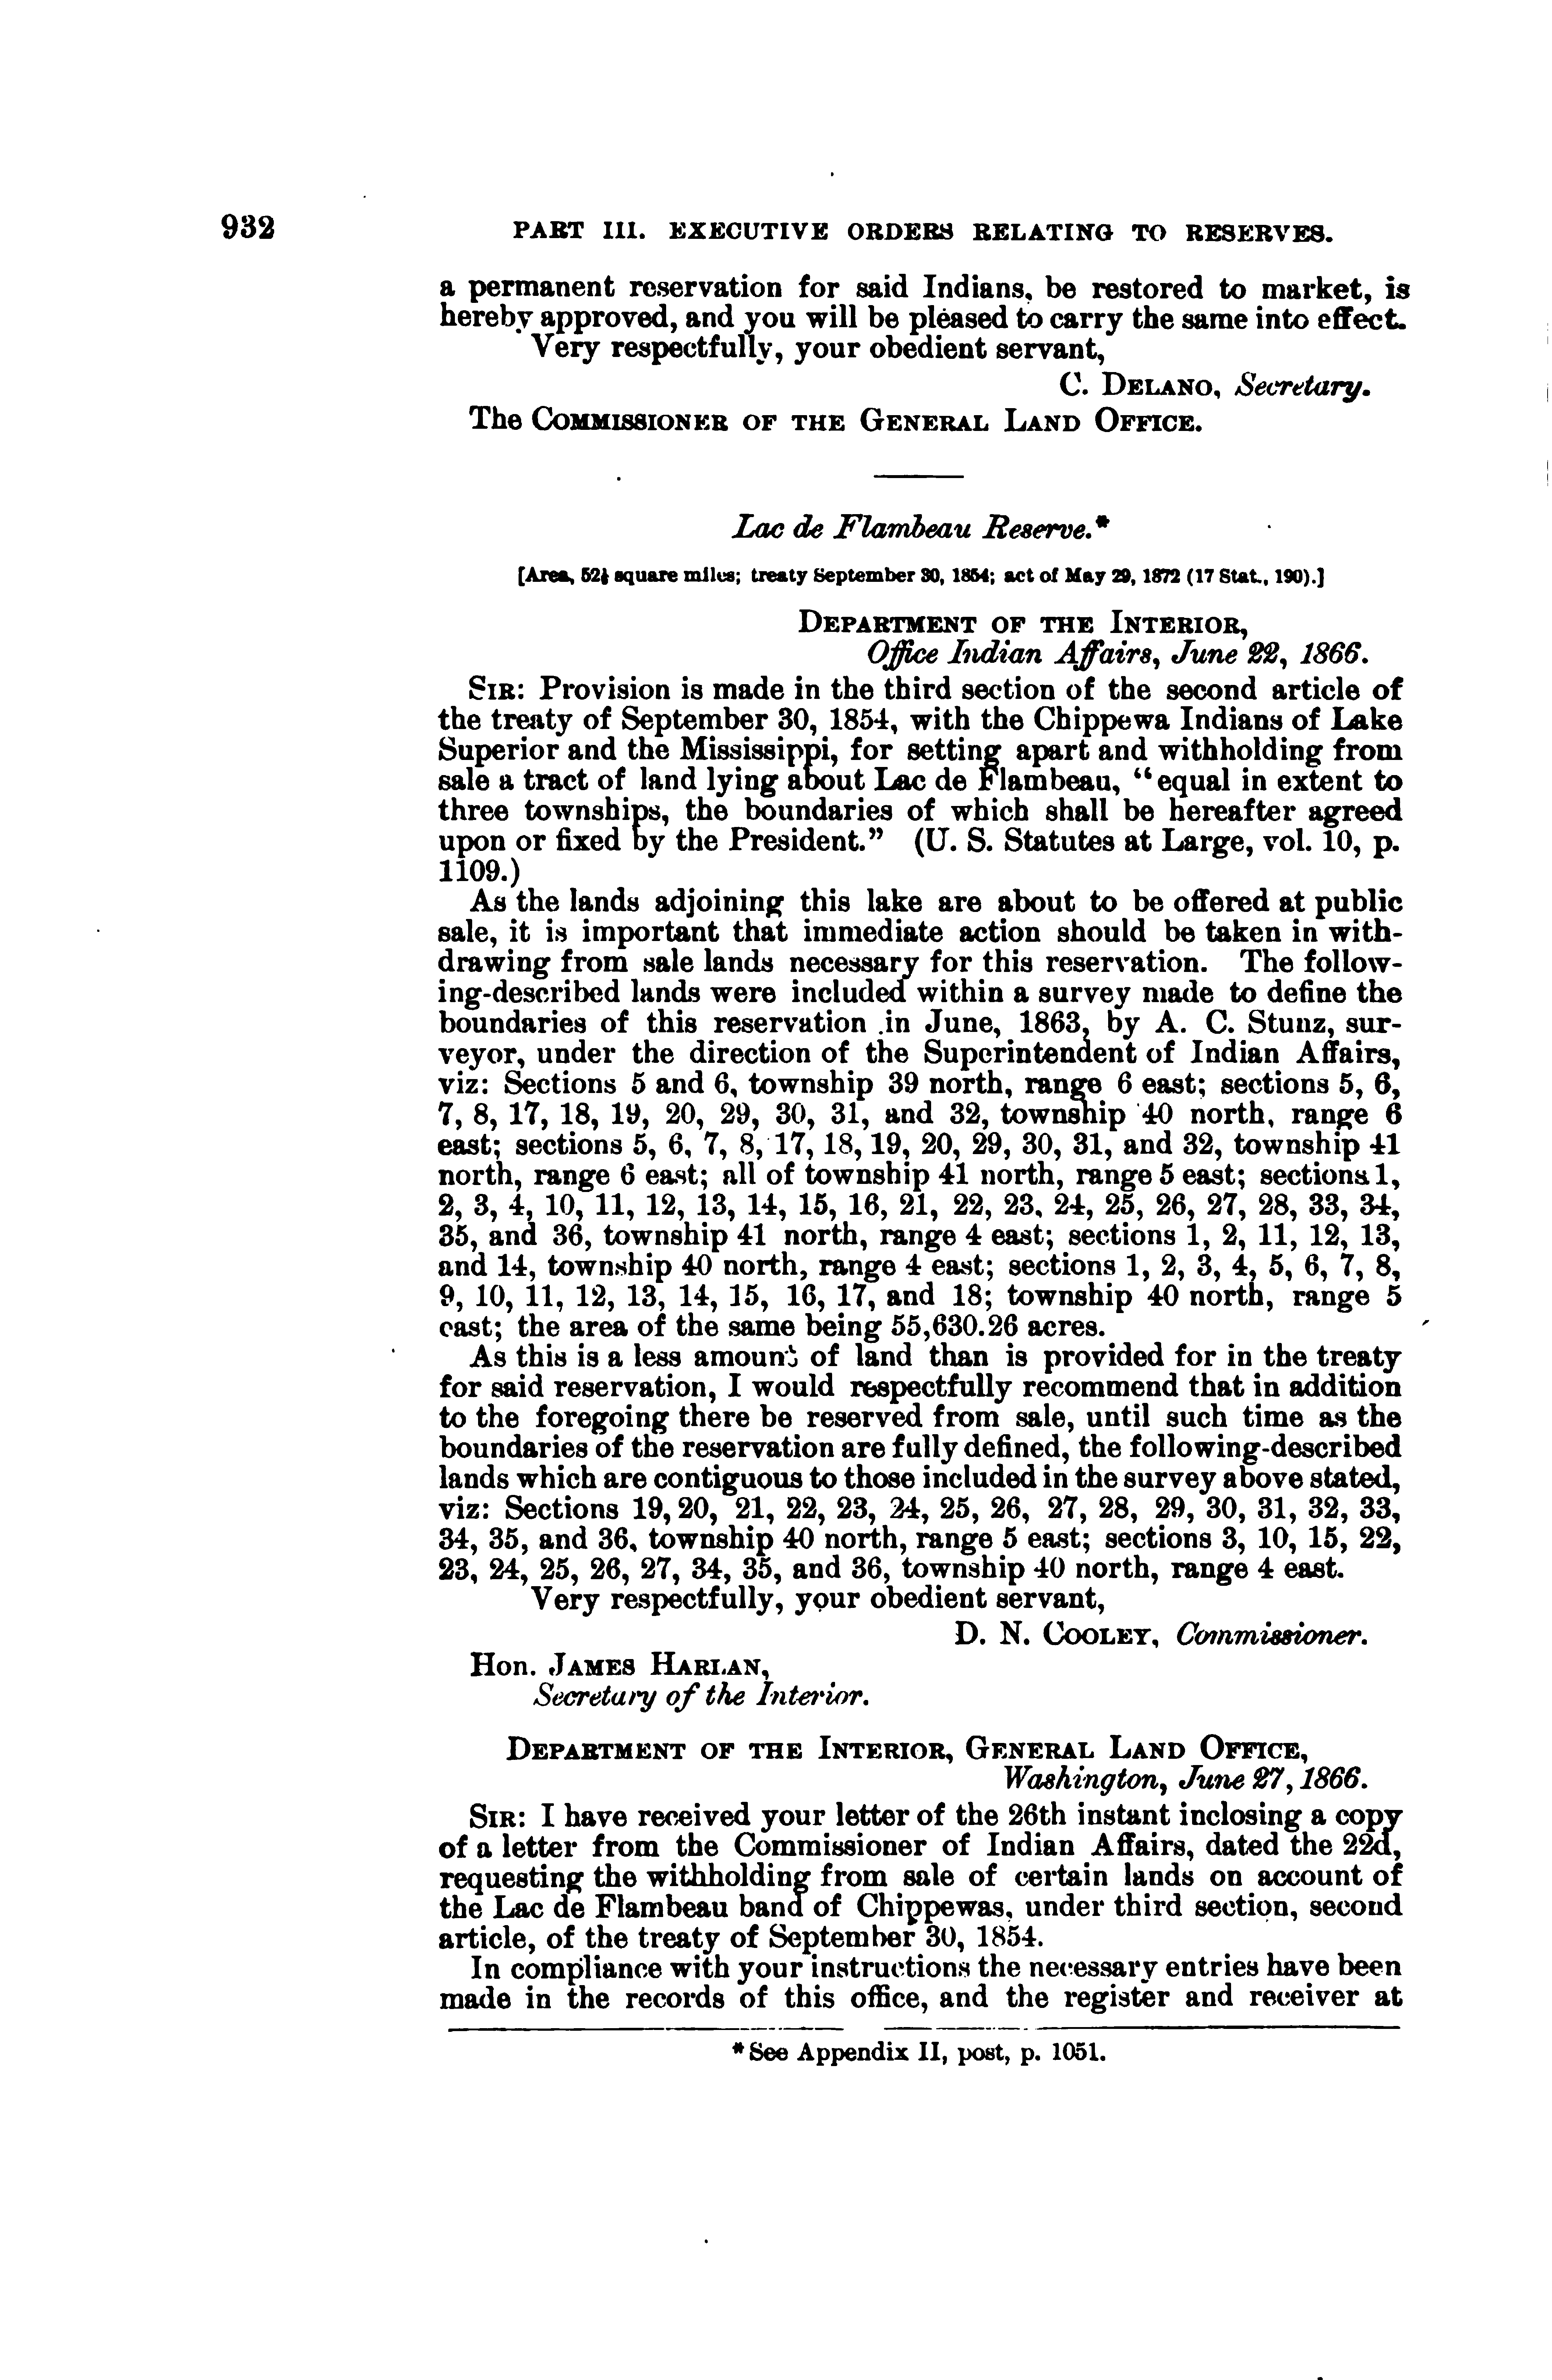 932 PART III. EXECUTIVE ORDERS RELATING TO RESERVES.
a permanent reservation for said Indians, be restored to market, is
hereby approved, and you will be pleased to carry the same into effect.
Very respectfully, your obedient servant,
C. DELANO, Secretary.
The COMMISSIONER OF THE GENERAL LAND OFFICE.
Lac de Flambeau Reserve.*
[Area, 52¼ square miles; treaty September 30, 1854; act of May 29, 1872 (17 Stat., 190).]
DEPARTMENT OF THE INTERIOR,
Office Indian Affairs, June 22, 1866.
SIR: Provision is made in the third section of the second article of
the treaty of September 30, 1854, with the Chippewa Indians of Lake
Superior and the Mississippi, for setting apart and withholding from
sale a tract of land lying about Lac de Flambeau, “equal in extent to
three townships, the boundaries of which shall be hereafter agreed
upon or fixed by the President.” (U. S. Statutes at Large, vol. 10, p.
1109.)
As the lands adjoining this lake are about to be offered at public
sale, it is important that immediate action should be taken in with-
drawing from sale lands necessary for this reservation. The follow-
ing-described lands were included within a survey made to define the
boundaries of this reservation in June, 1863, by A. C. Stunz, sur-
veyor, under the direction of the Superintendent of Indian Affairs,
viz: Sections 5 and 6, township 39 north, range 6 east; sections 5, 6,
7, 8, 17, 18, 19, 20, 29, 30, 31, and 32, township 40 north, range 6
east; sections 5, 6, 7, 8, 17, 18, 19, 20, 29, 30, 31, and 32, township 41
north, range 6 east; all of township 41 north, range 5 east; sections 1,
2, 3, 4, 10, 11, 12, 13, 14, 15, 16, 21, 22, 23, 24, 25, 26, 27, 28, 33, 34,
35, and 36, township 41 north, range 4 east; sections 1, 2, 11, 12, 13,
and 14, township 40 north, range 4 east; sections 1, 2, 3, 4, 5, 6, 7, 8,
9, 10, 11, 12, 13, 14, 15, 16, 17, and 18; township 40 north, range 5
east; the area of the same being 55,630.26 acres.
As this is a less amount of land than is provided for in the treaty
for said reservation, I would respectfully recommend that in addition
to the foregoing there be reserved from sale, until such time as the
boundaries of the reservation are fully defined, the following-described
lands which are contiguous to those included in the survey above stated,
viz: Sections 19, 20, 21, 22, 23, 24, 25, 26, 27, 28, 29, 30, 31, 32, 33,
34, 35, and 36, township 40 north, range 5 east; sections 3, 10, 15, 22,
23, 24, 25, 26, 27, 34, 35, and 36, township 40 north, range 4 east.
Very respectfully, your obedient servant,
D. N. COOLEY, Commissioner.
Hon. JAMES HARLAN,
Secretary of the Interior.
DEPARTMENT OF THE INTERIOR, GENERAL LAND OFFICE,
Washington, June 27, 1866.
SIR: I have received your letter of the 26th instant inclosing a copy
of a letter from the Commissioner of Indian Affairs, dated the 22d,
requesting the withholding from sale of certain lands on account of
the Lac de Flambeau band of Chippewas, under third section, second
article, of the treaty of September 30, 1854.
In compliance with your instructions the necessary entries have been
made in the records of this office, and the register and receiver at
* See Appendix II, post, p. 1051.